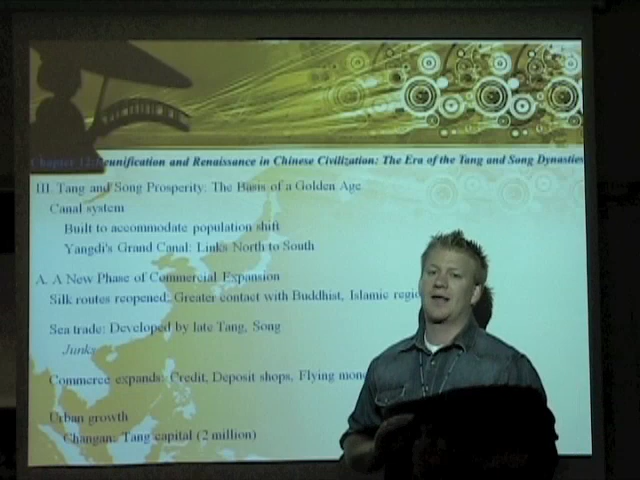 Chapter 12: Reunification and Renaissance in Chinese Civilization: The Era of the Tang and Song Dynasties
III. Tang and Song Prosperity: The Basis of a Golden Age
Canal system
Built to accommodate population shift
Yangdi's Grand Canal: Links North to South
A. A New Phase of Commercial Expansion
Silk routes reopened: Greater contact with Buddhist, Islamic regio
Sea trade: Developed by late Tang, Song
Junks
Commerce expands: Credit, Deposit shops, Flying mon
Urban growth
Changan: Tang capital (2 million)